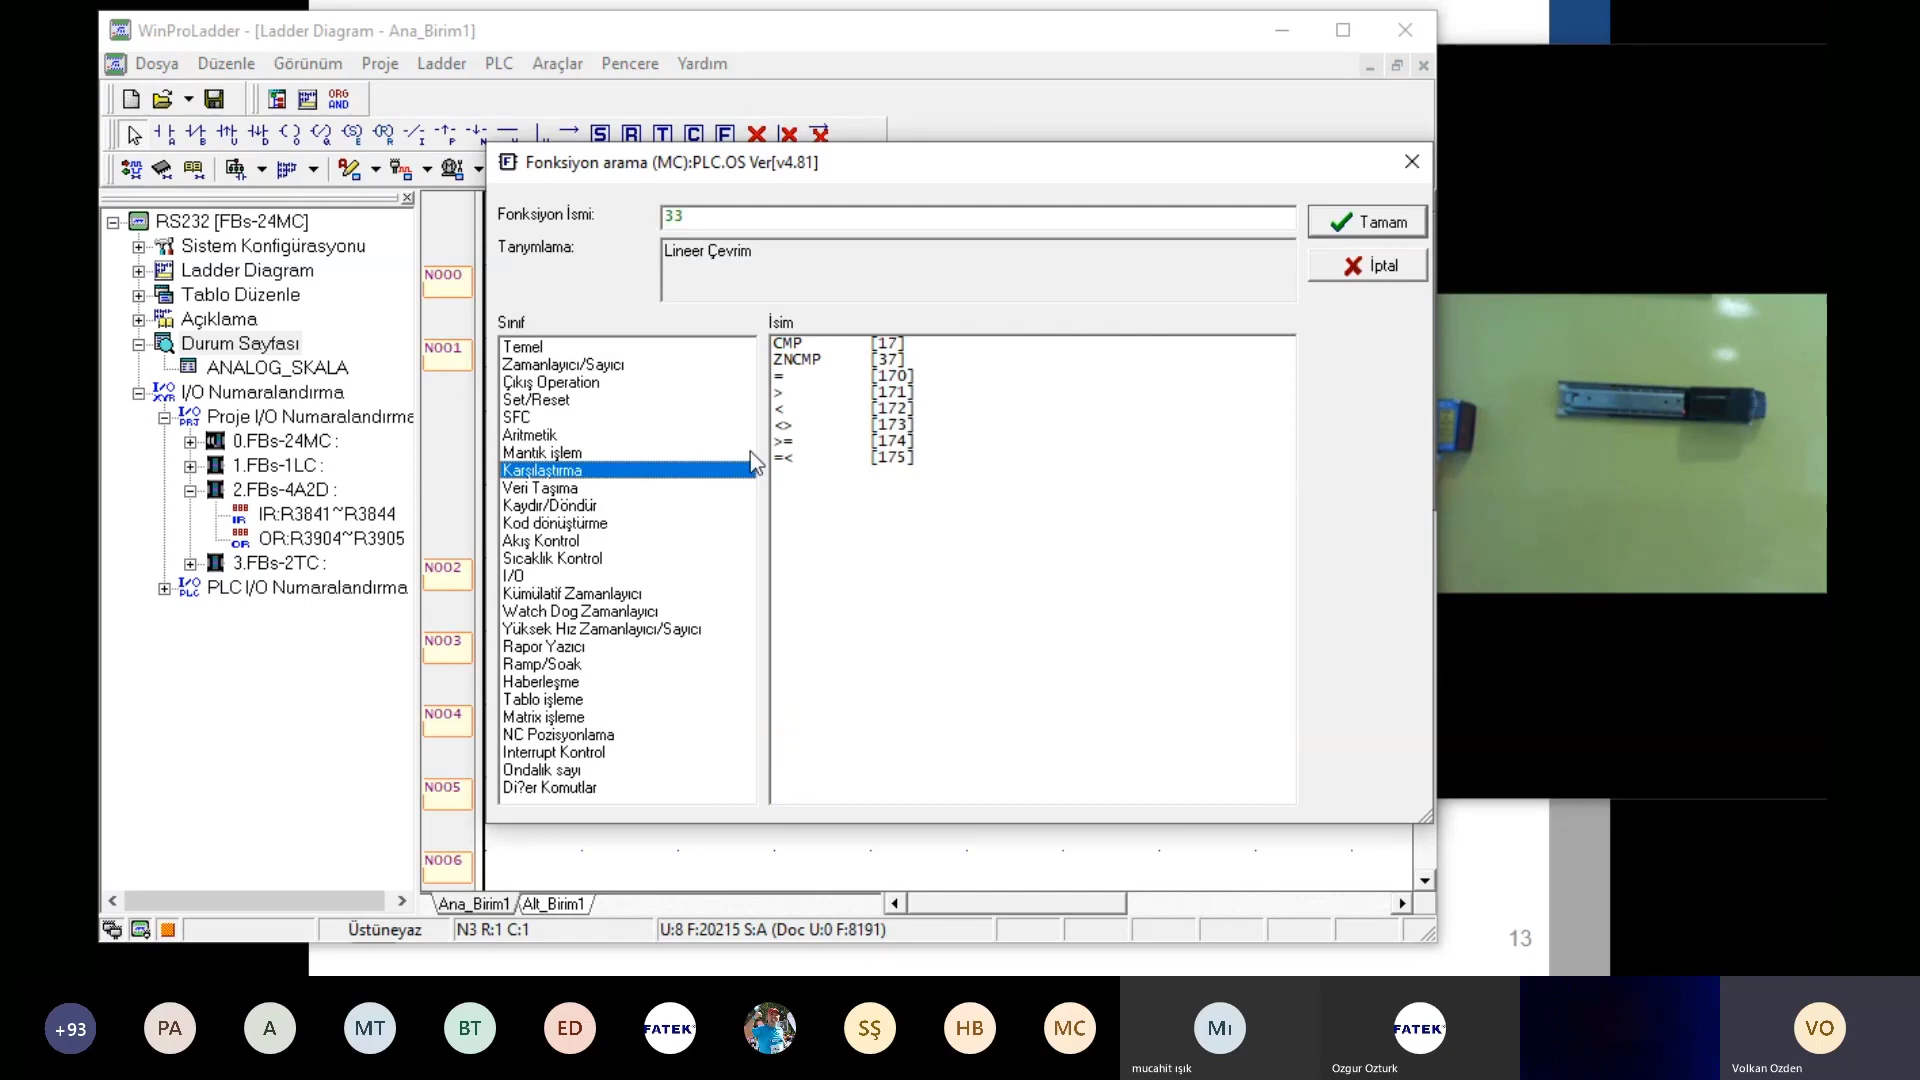 WinProLadder - [Ladder Diagram - Ana_Birim1]
Dosya Düzenle Görünüm Proje Ladder PLC Araçlar Pencere Yardım
ORG
AND
A B U D O Q S R I P N S R T C F
Fonksiyon arama (MC):PLC.OS Ver[v4.81]
Fonksiyon İsmi:
33
Tamam
Tanymlama:
Lineer Çevrim
İptal
Sınıf
İsim
Temel
Zamanlayıcı/Sayıcı
Çıkış Operation
Set/Reset
SFC
Aritmetik
Mantık işlem
Karşılaştırma
Veri Taşıma
Kaydır/Döndür
Kod dönüştürme
Akış Kontrol
Sıcaklık Kontrol
I/O
Kümülatif Zamanlayıcı
Watch Dog Zamanlayıcı
Yüksek Hız Zamanlayıcı/Sayıcı
Rapor Yazıcı
Ramp/Soak
Haberleşme
Tablo işleme
Matrix işleme
NC Pozisyonlama
Interrupt Kontrol
Ondalık sayı
Di?er Komutlar
CMP [17]
ZNCMP [37]
= [170]
> [171]
< [172]
<> [173]
>= [174]
=< [175]
RS232 [FBs-24MC]
Sistem Konfigürasyonu
Ladder Diagram
Tablo Düzenle
Açıklama
Durum Sayfası
ANALOG_SKALA
I/O Numaralandırma
Proje I/O Numaralandırma
0.FBs-24MC :
1.FBs-1LC :
2.FBs-4A2D :
IR:R3841~R3844
OR:R3904~R3905
3.FBs-2TC :
PLC I/O Numaralandırma
N000
N001
N002
N003
N004
N005
N006
Ana_Birim1 Alt_Birim1
Üstüneyaz N3 R:1 C:1 U:8 F:20215 S:A (Doc U:0 F:8191)
13
+93 PA A MT BT ED FATEK SŞ HB MC Mı FATEK VO
mucahit ışık Ozgur Ozturk Volkan Ozden